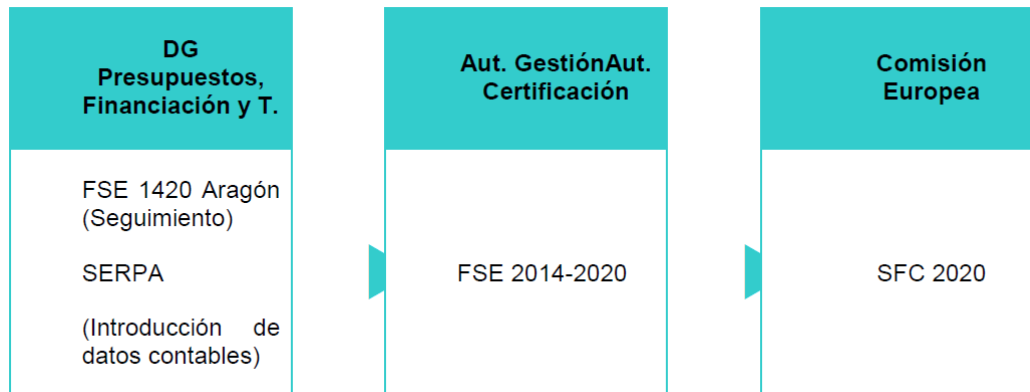 DG
Presupuestos,
Financiación y T.
FSE 1420 Aragón
(Seguimiento)
SERPA
(Introducción de
datos contables)
Aut. GestiónAut.
Certificación
FSE 2014-2020
Comisión
Europea
SFC 2020